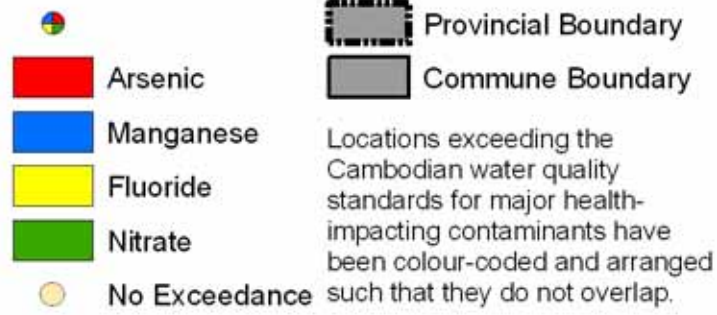 Provincial Boundary
Arsenic
Commune Boundary
Manganese
Fluoride
Nitrate
No Exceedance
Locations exceeding the
Cambodian water quality
standards for major health-
impacting contaminants have
been colour-coded and arranged
such that they do not overlap.